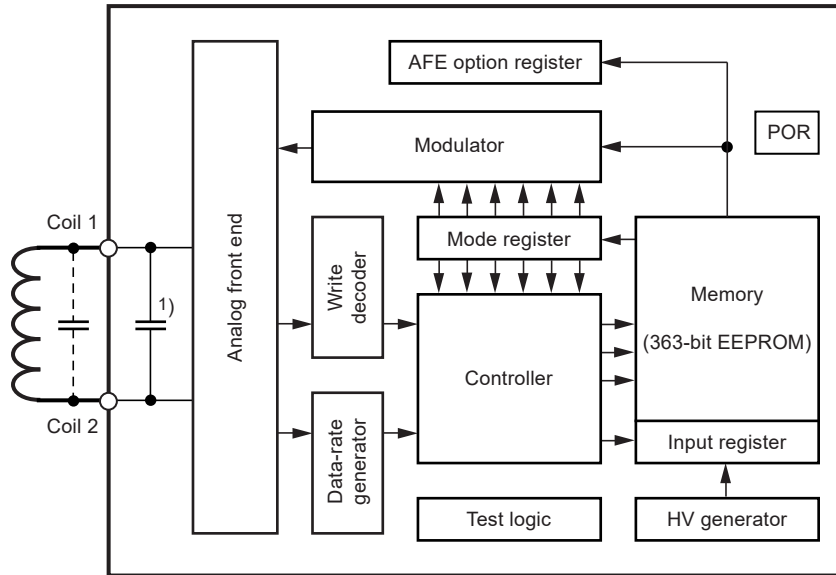 AFE option register
POR
Modulator
Coil 1
Mode register
1)
Analog front end
Write
decoder
Memory
(363-bit EEPROM)
Controller
Coil 2
Data-rate
generator
Input register
Test logic
HV generator